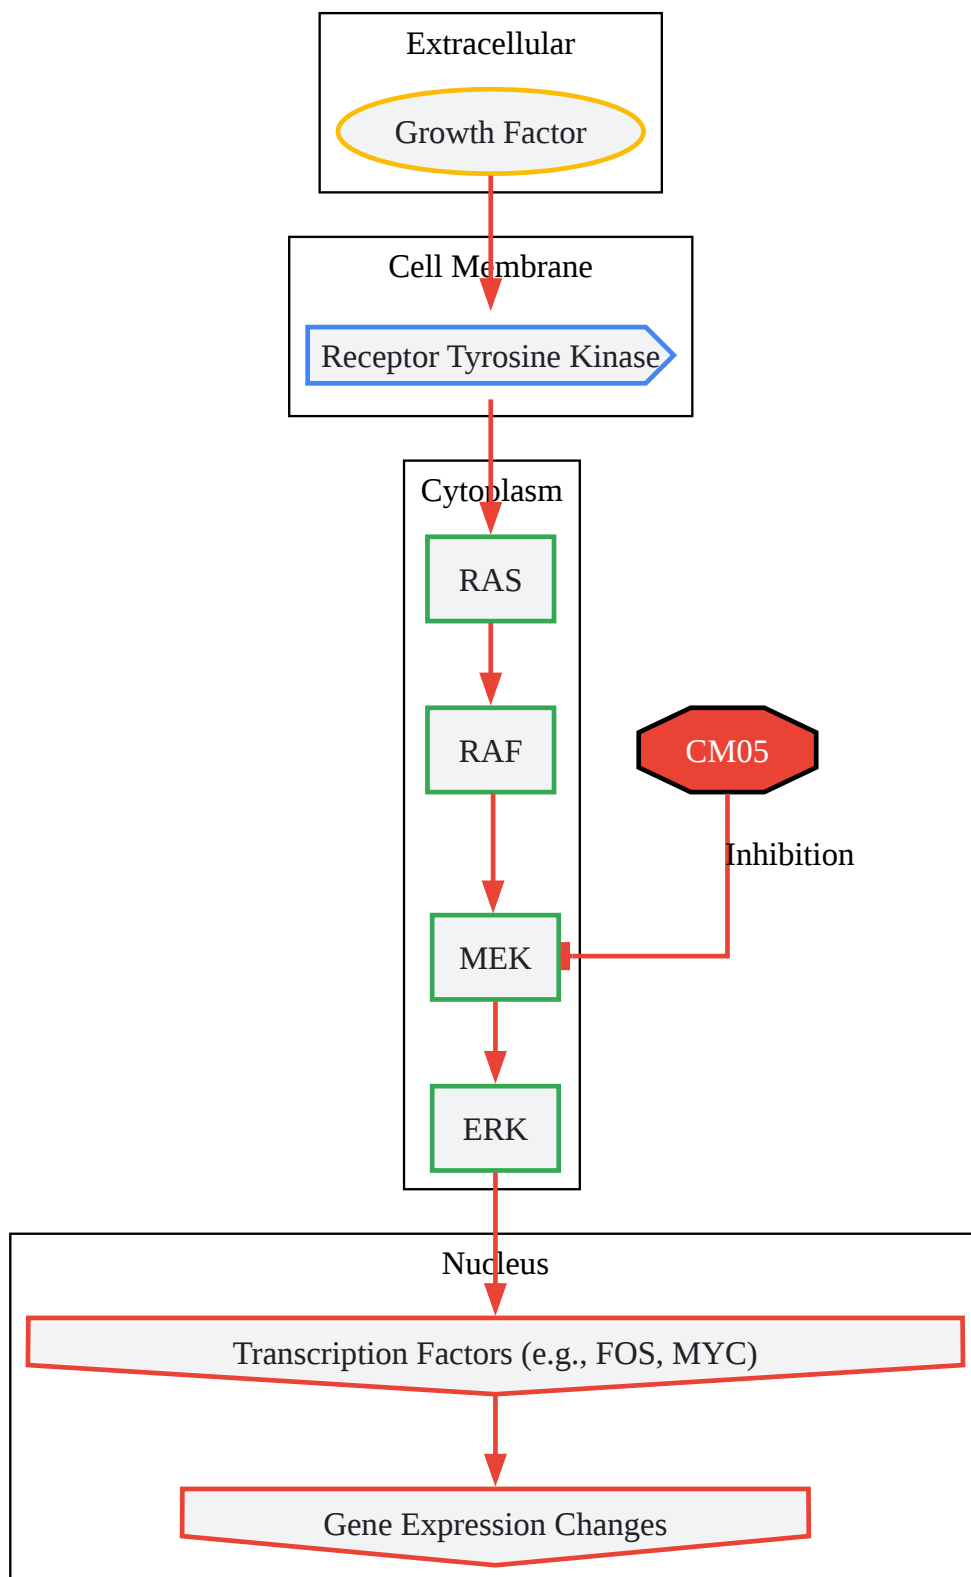 Extracellular
Growth Factor
Cell Membrane
Receptor Tyrosine Kinase
Cytoplasm
RAS
RAF
CM05
Inhibition
MEK
ERK
Nucleus
Transcription Factors (e.g., FOS, MYC)
Gene Expression Changes